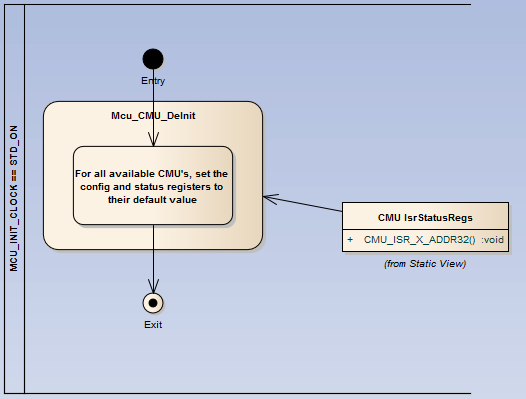 MCU_INIT_CLOCK == STD_ON
Entry
Mcu_CMU_DeInit
For all available CMU's, set the
config and status registers to
their default value
CMU IsrStatusRegs
+ CMU_ISR_X_ADDR32() :void
(from Static View)
Exit